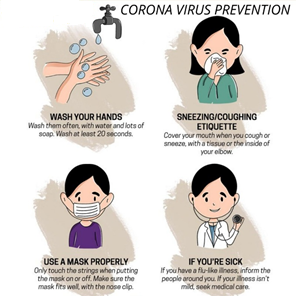 CORONA VIRUS PREVENTION
WASH YOUR HANDS
Wash them often, with water and lots of
soap. Wash at least 20 seconds.
SNEEZING/COUGHING
ETIQUETTE
Cover your mouth when you cough or
sneeze, with a tissue or the inside of
your elbow.
USE A MASK PROPERLY
Only touch the strings when putting
the mask on or off. Make sure the
mask fits well, with the nose clip.
IF YOU'RE SICK
If you have a flu-like illness, inform the
people around you. If your illness isn't
mild, seek medical care.